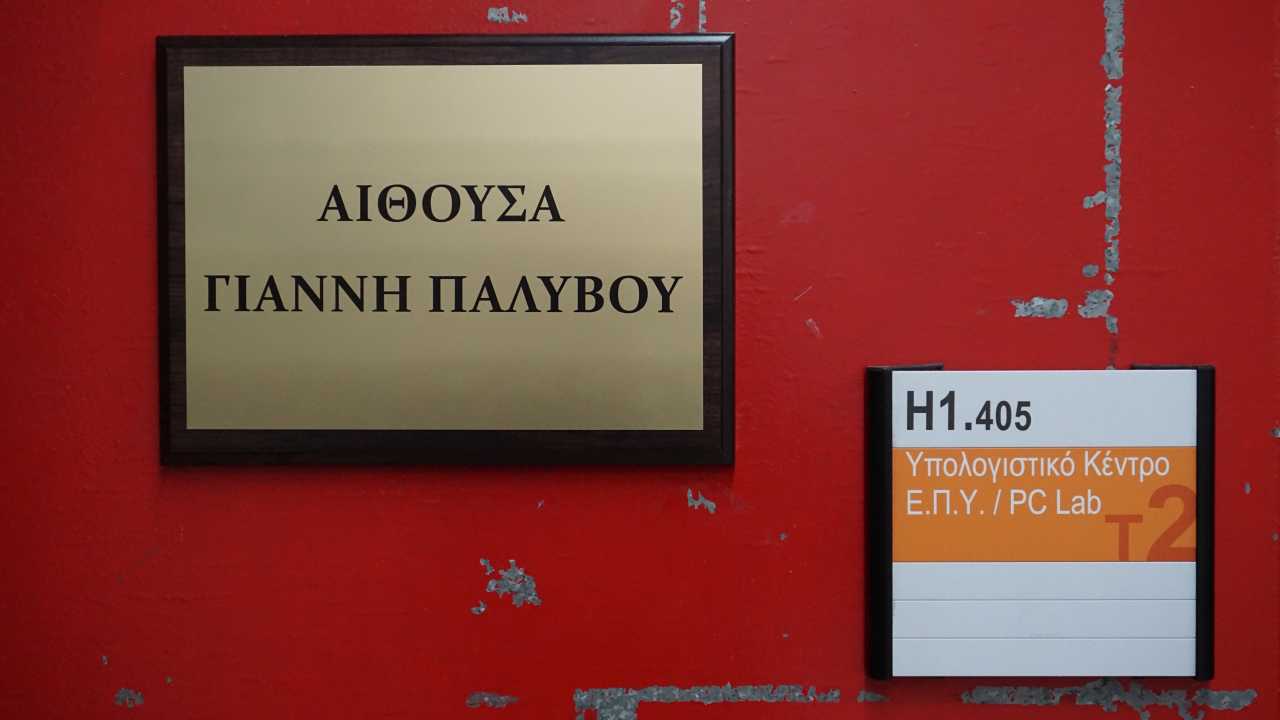 ΑΙΘΟΥΣΑ
ΓΙΑΝΝΗ ΠΑΛΥΒΟΥ
H1.405
Υπολογιστικό Κέντρο
Ε.Π.Υ. / PC Lab
T2